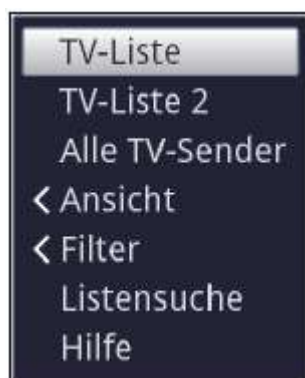 TV-Liste
TV-Liste 2
Alle TV-Sender
Ansicht
Filter
Listensuche
Hilfe